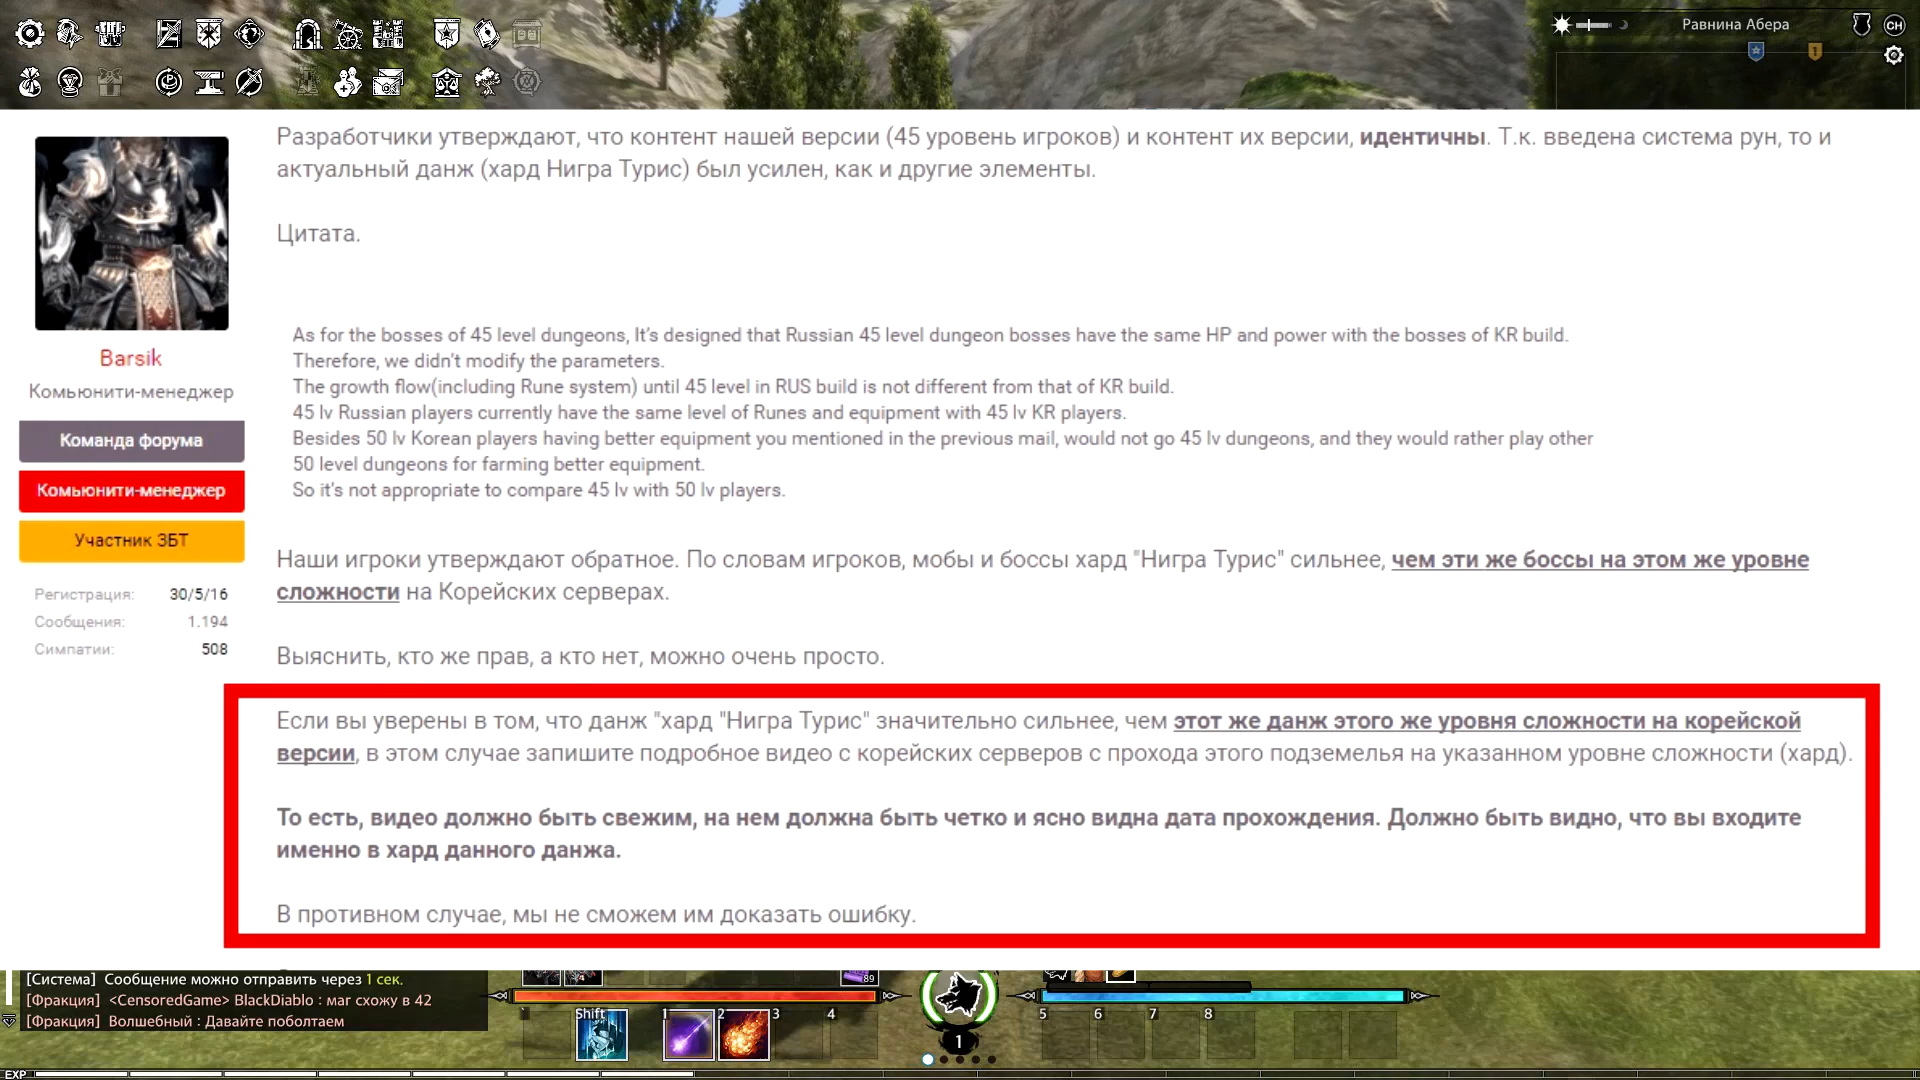 Равнина Абера
CH
1
Разработчики утверждают, что контент нашей версии (45 уровень игроков) и контент их версии, идентичны. Т.к. введена система рун, то и
актуальный данж (хард Нигра Турис) был усилен, как и другие элементы.
Цитата.
As for the bosses of 45 level dungeons, It's designed that Russian 45 level dungeon bosses have the same HP and power with the bosses of KR build.
Therefore, we didn't modify the parameters.
The growth flow(including Rune system) until 45 level in RUS build is not different from that of KR build.
45 lv Russian players currently have the same level of Runes and equipment with 45 lv KR players.
Besides 50 lv Korean players having better equipment you mentioned in the previous mail, would not go 45 lv dungeons, and they would rather play other
50 level dungeons for farming better equipment.
So it's not appropriate to compare 45 lv with 50 lv players.
Barsik
Комьюнити-менеджер
Команда форума
Комьюнити-менеджер
Участник ЗБТ
Регистрация: 30/5/16
Сообщения: 1.194
Симпатии: 508
Наши игроки утверждают обратное. По словам игроков, мобы и боссы хард "Нигра Турис" сильнее, чем эти же боссы на этом же уровне
сложности на Корейских серверах.
Выяснить, кто же прав, а кто нет, можно очень просто.
Если вы уверены в том, что данж "хард "Нигра Турис" значительно сильнее, чем этот же данж этого же уровня сложности на корейской
версии, в этом случае запишите подробное видео с корейских серверов с прохода этого подземелья на указанном уровне сложности (хард).
То есть, видео должно быть свежим, на нем должна быть четко и ясно видна дата прохождения. Должно быть видно, что вы входите
именно в хард данного данжа.
В противном случае, мы не сможем им доказать ошибку.
[Система] Сообщение можно отправить через 1 сек.
[Фракция] <CensoredGame> BlackDiablo : маг схожу в 42
[Фракция] Волшебный : Давайте поболтаем
4 89
Shift 1 2 3 4 5 6 7 8
1
EXP